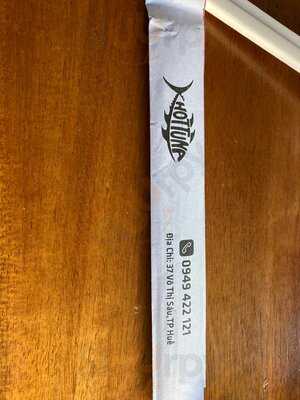 HOTTUNA
0949 422 121
Địa Chỉ: 37 Võ Thị Sáu,TP Huế